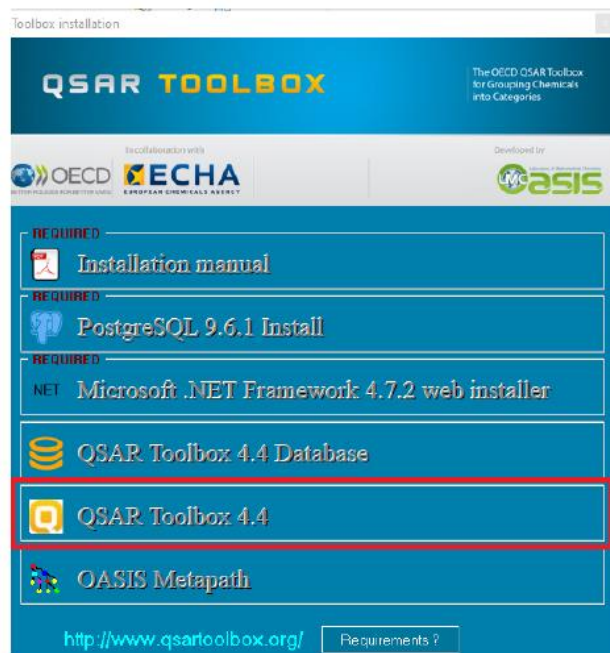 Toolbox installation
QSAR TOOLBOX
The OECD QSAR Toolbox
for Grouping Chemicals
into Categories
In collaboration with
Developed by
OECD
ECHA
EUROPEAN CHEMICALS AGENCY
LMC Oasis
REQUIRED
Installation manual
REQUIRED
PostgreSQL 9.6.1 Install
REQUIRED
.NET Microsoft .NET Framework 4.7.2 web installer
QSAR Toolbox 4.4 Database
QSAR Toolbox 4.4
OASIS Metapath
http://www.qsartoolbox.org/ Requirements ?